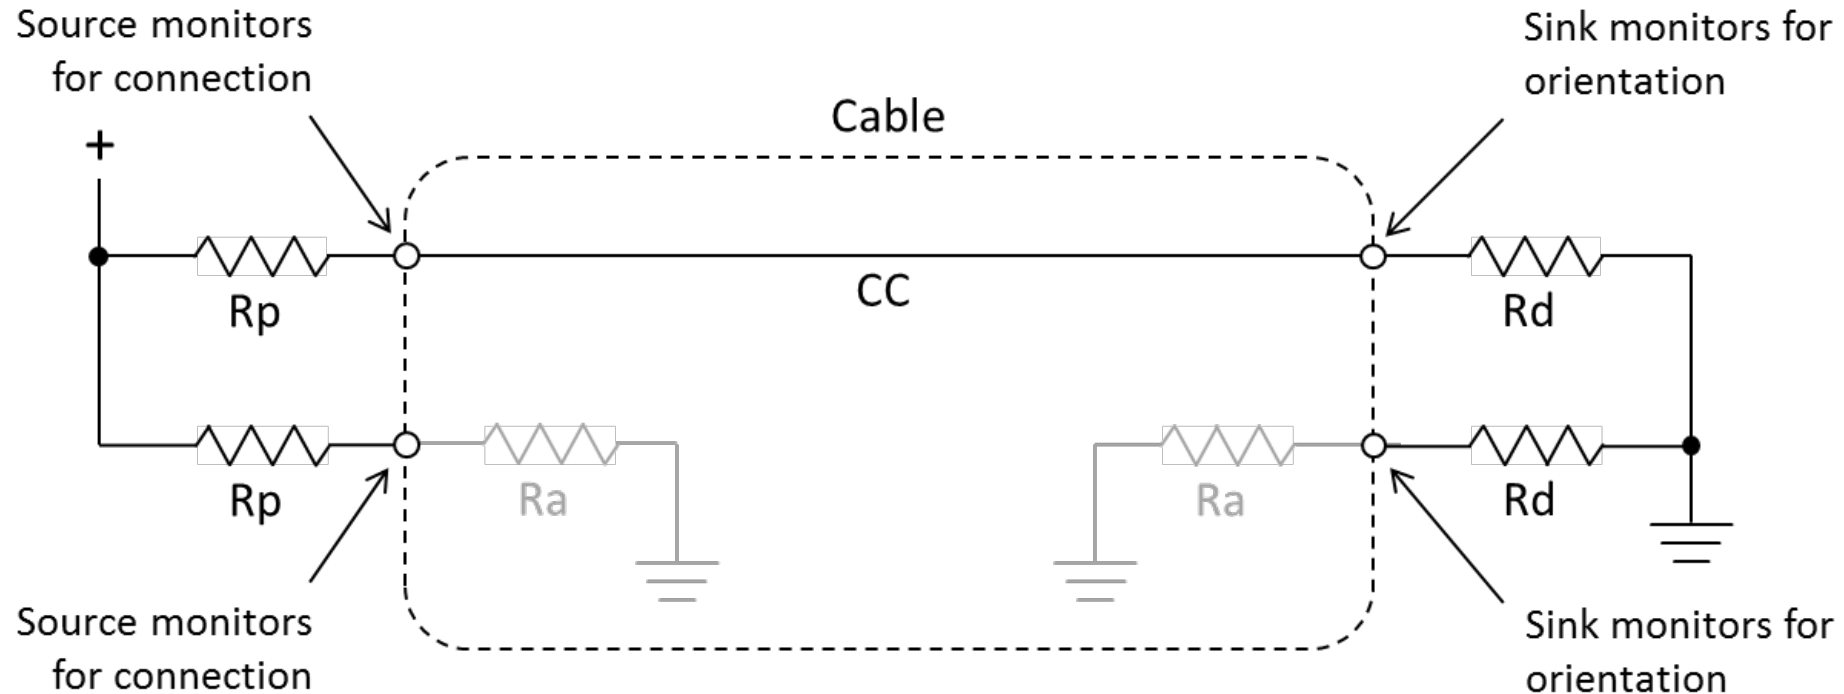 Source monitors
for connection
Sink monitors for
orientation
Cable
+
CC
Rp
Rd
Rp
Ra
Ra
Rd
Source monitors
for connection
Sink monitors for
orientation